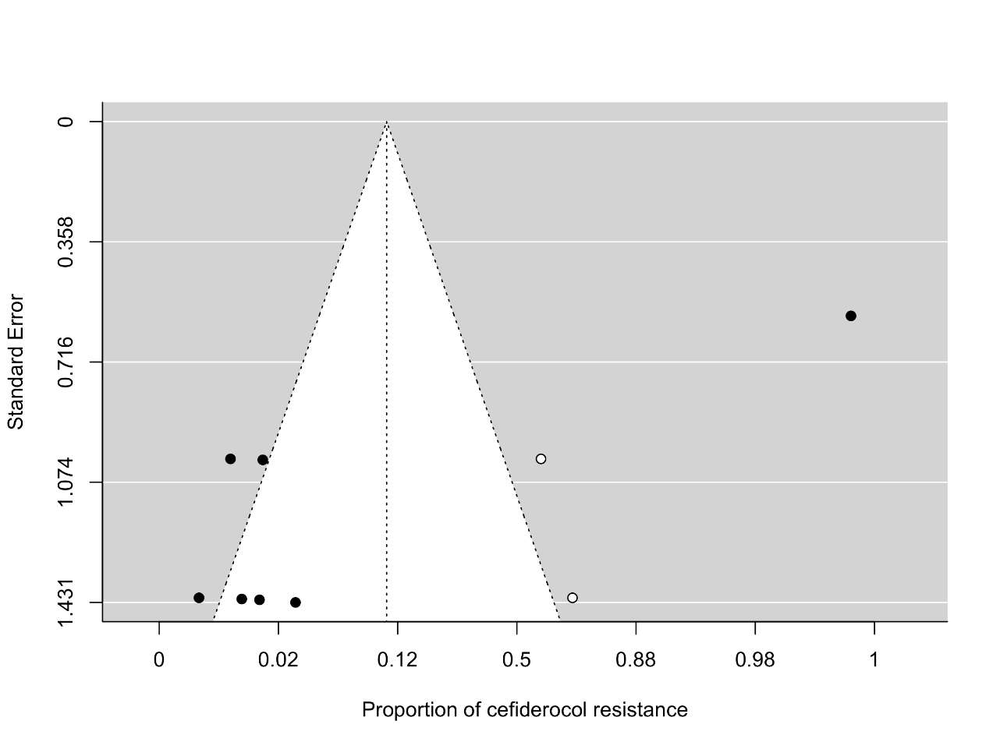 0
0.358
0.716
1.074
1.431
Standard Error
0 0.02 0.12 0.5 0.88 0.98 1
Proportion of cefiderocol resistance